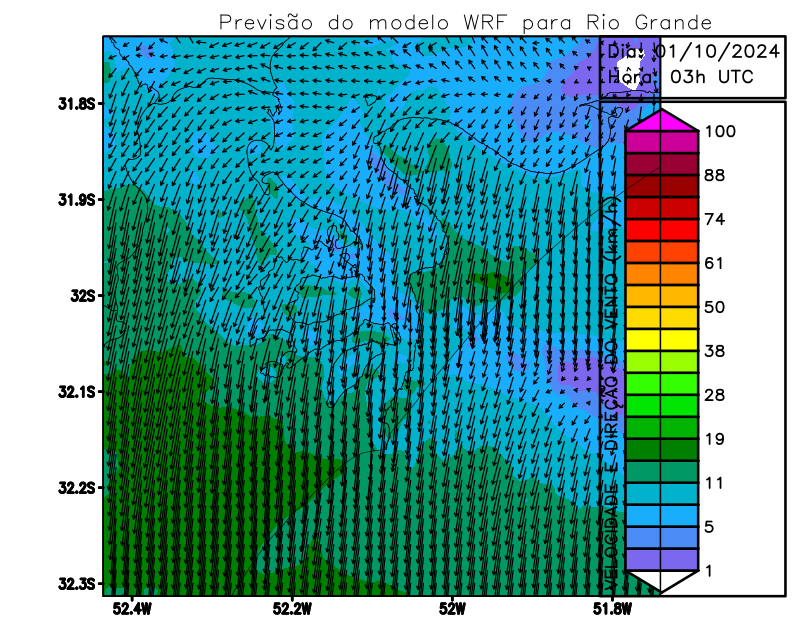 Previsão do modelo WRF para Rio Grande
Dia: 01/10/2024
Hora: 03h UTC
31.8S
31.9S
32S
32.1S
32.2S
32.3S
52.4W
52.2W
52W
51.8W
VELOCIDADE E DIREÇÃO DO VENTO (km/h)
100
88
74
61
50
38
28
19
11
5
1